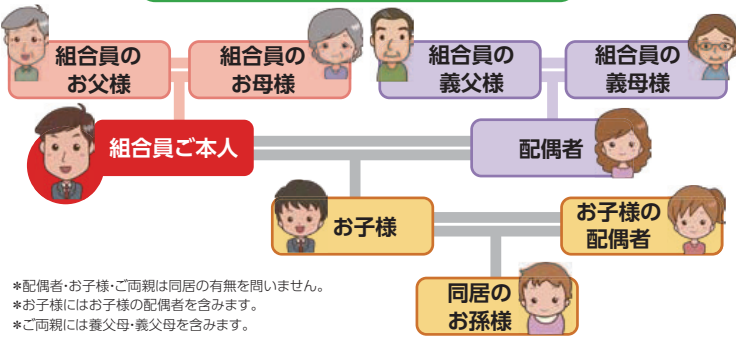 組合員の
お父様
組合員の
お母様
組合員の
義父様
組合員の
義母様
組合員ご本人
配偶者
お子様
お子様の
配偶者
同居の
お孫様
*配偶者・お子様・ご両親は同居の有無を問いません。
*お子様にはお子様の配偶者を含みます。
*ご両親には養父母・義父母を含みます。